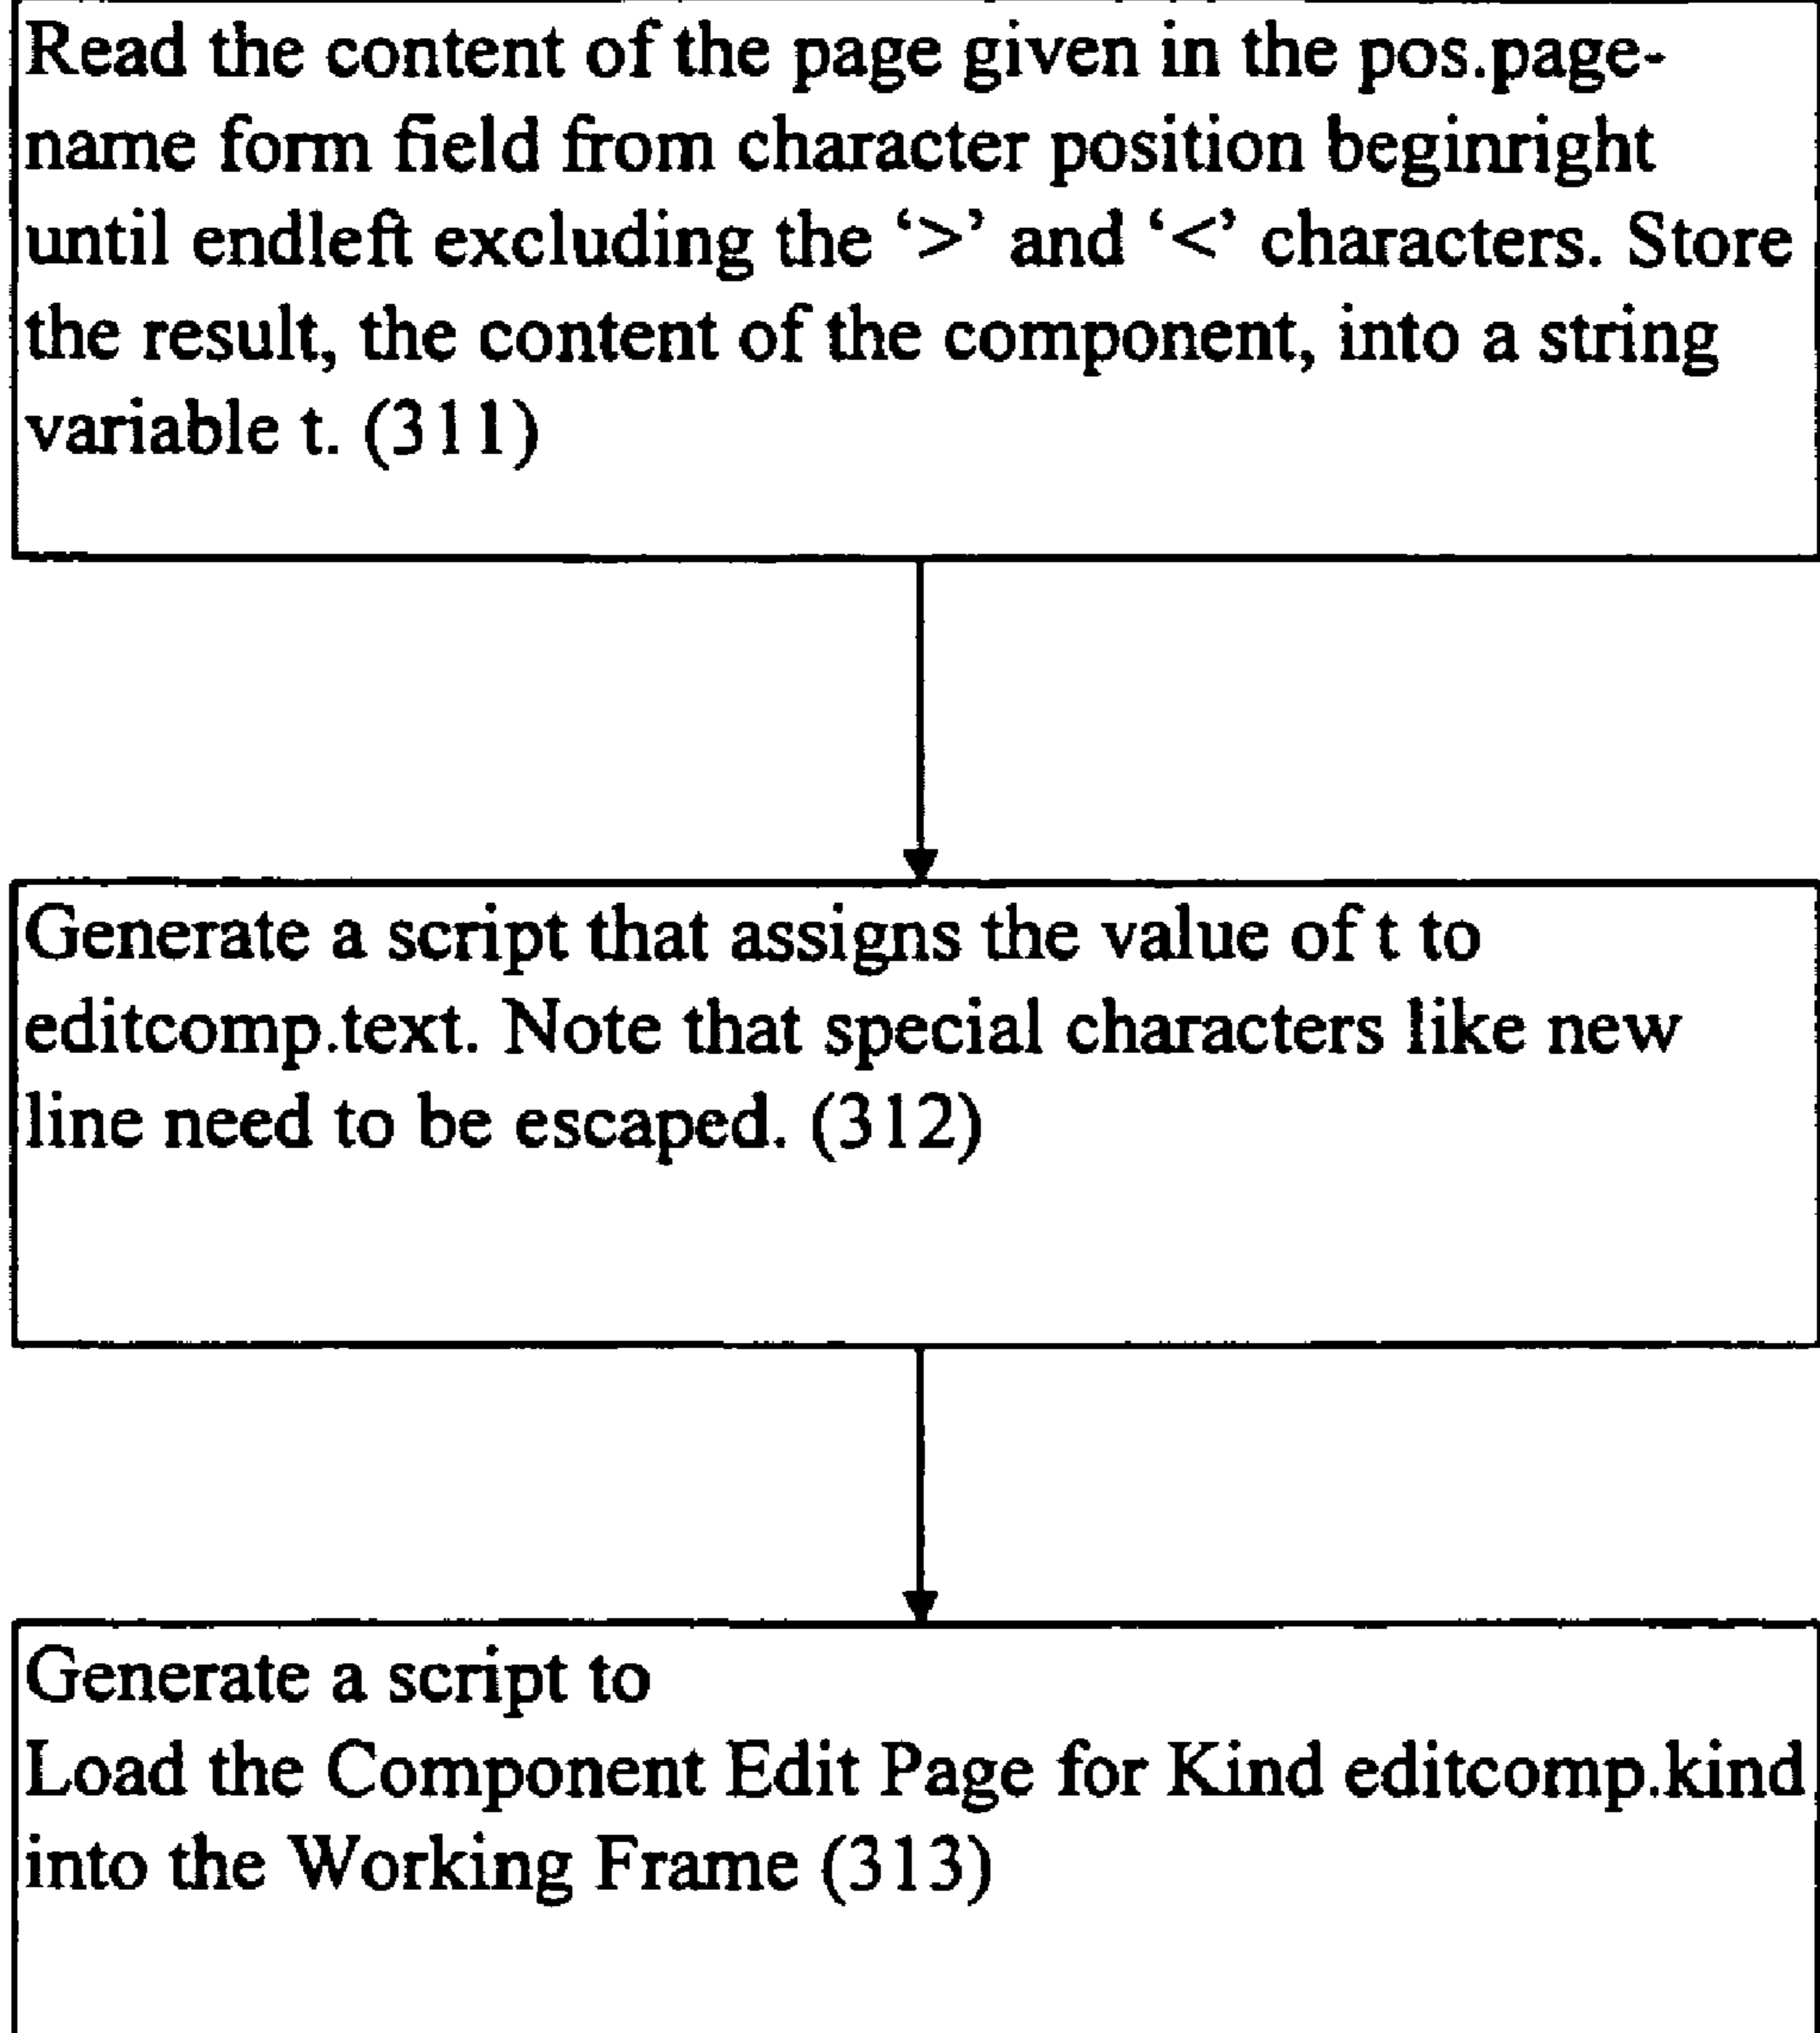 Read the content of the page given in the pos.page-
name form field from character position beginright
until endleft excluding the ‘>’ and ‘<’ characters. Store
the result, the content of the component, into a string
variable t. (311)
Generate a script that assigns the value of t to
editcomp.text. Note that special characters like new
line need to be escaped. (312)
Generate a script to
Load the Component Edit Page for Kind editcomp.kind
into the Working Frame (313)